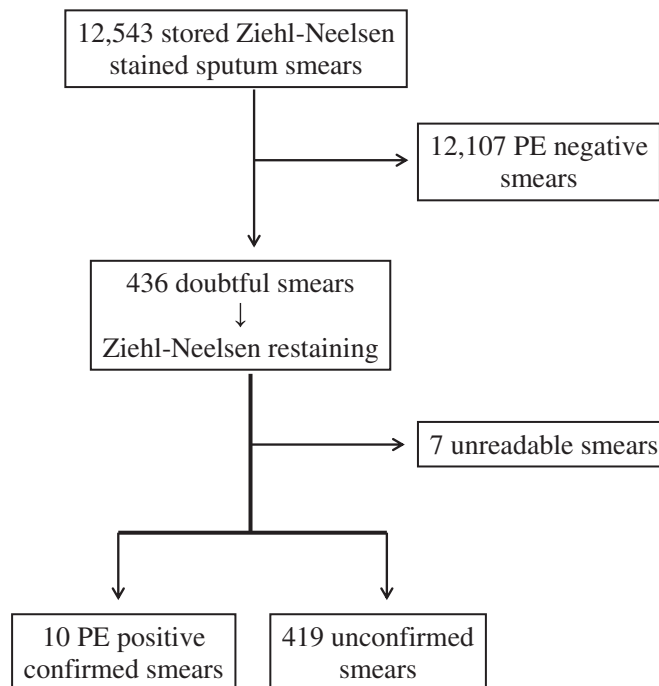 12,543 stored Ziehl-Neelsen
stained sputum smears
12,107 PE negative
smears
436 doubtful smears
↓
Ziehl-Neelsen restaining
7 unreadable smears
10 PE positive
confirmed smears
419 unconfirmed
smears